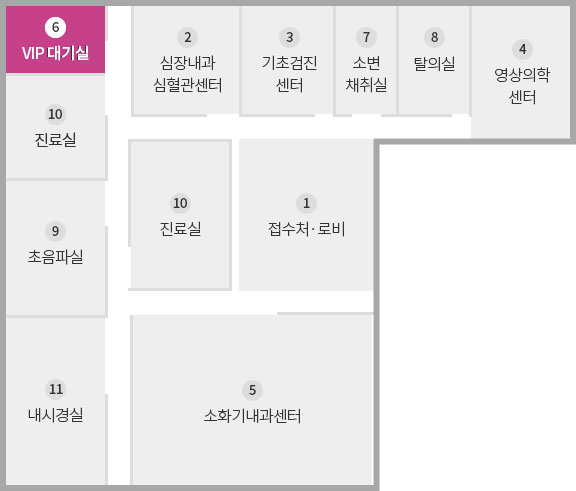 6
VIP 대기실
2
심장내과
심혈관센터
3
기초검진
센터
7
소변
채취실
8
탈의실
4
영상의학
센터
10
진료실
10
진료실
1
접수처·로비
9
초음파실
11
내시경실
5
소화기내과센터